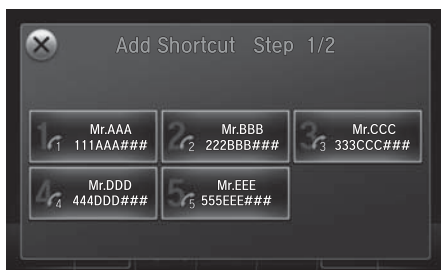 Add Shortcut Step 1/2
1 1 Mr.AAA
111AAA###
2 2 Mr.BBB
222BBB###
3 3 Mr.CCC
333CCC###
4 4 Mr.DDD
444DDD###
5 5 Mr.EEE
555EEE###